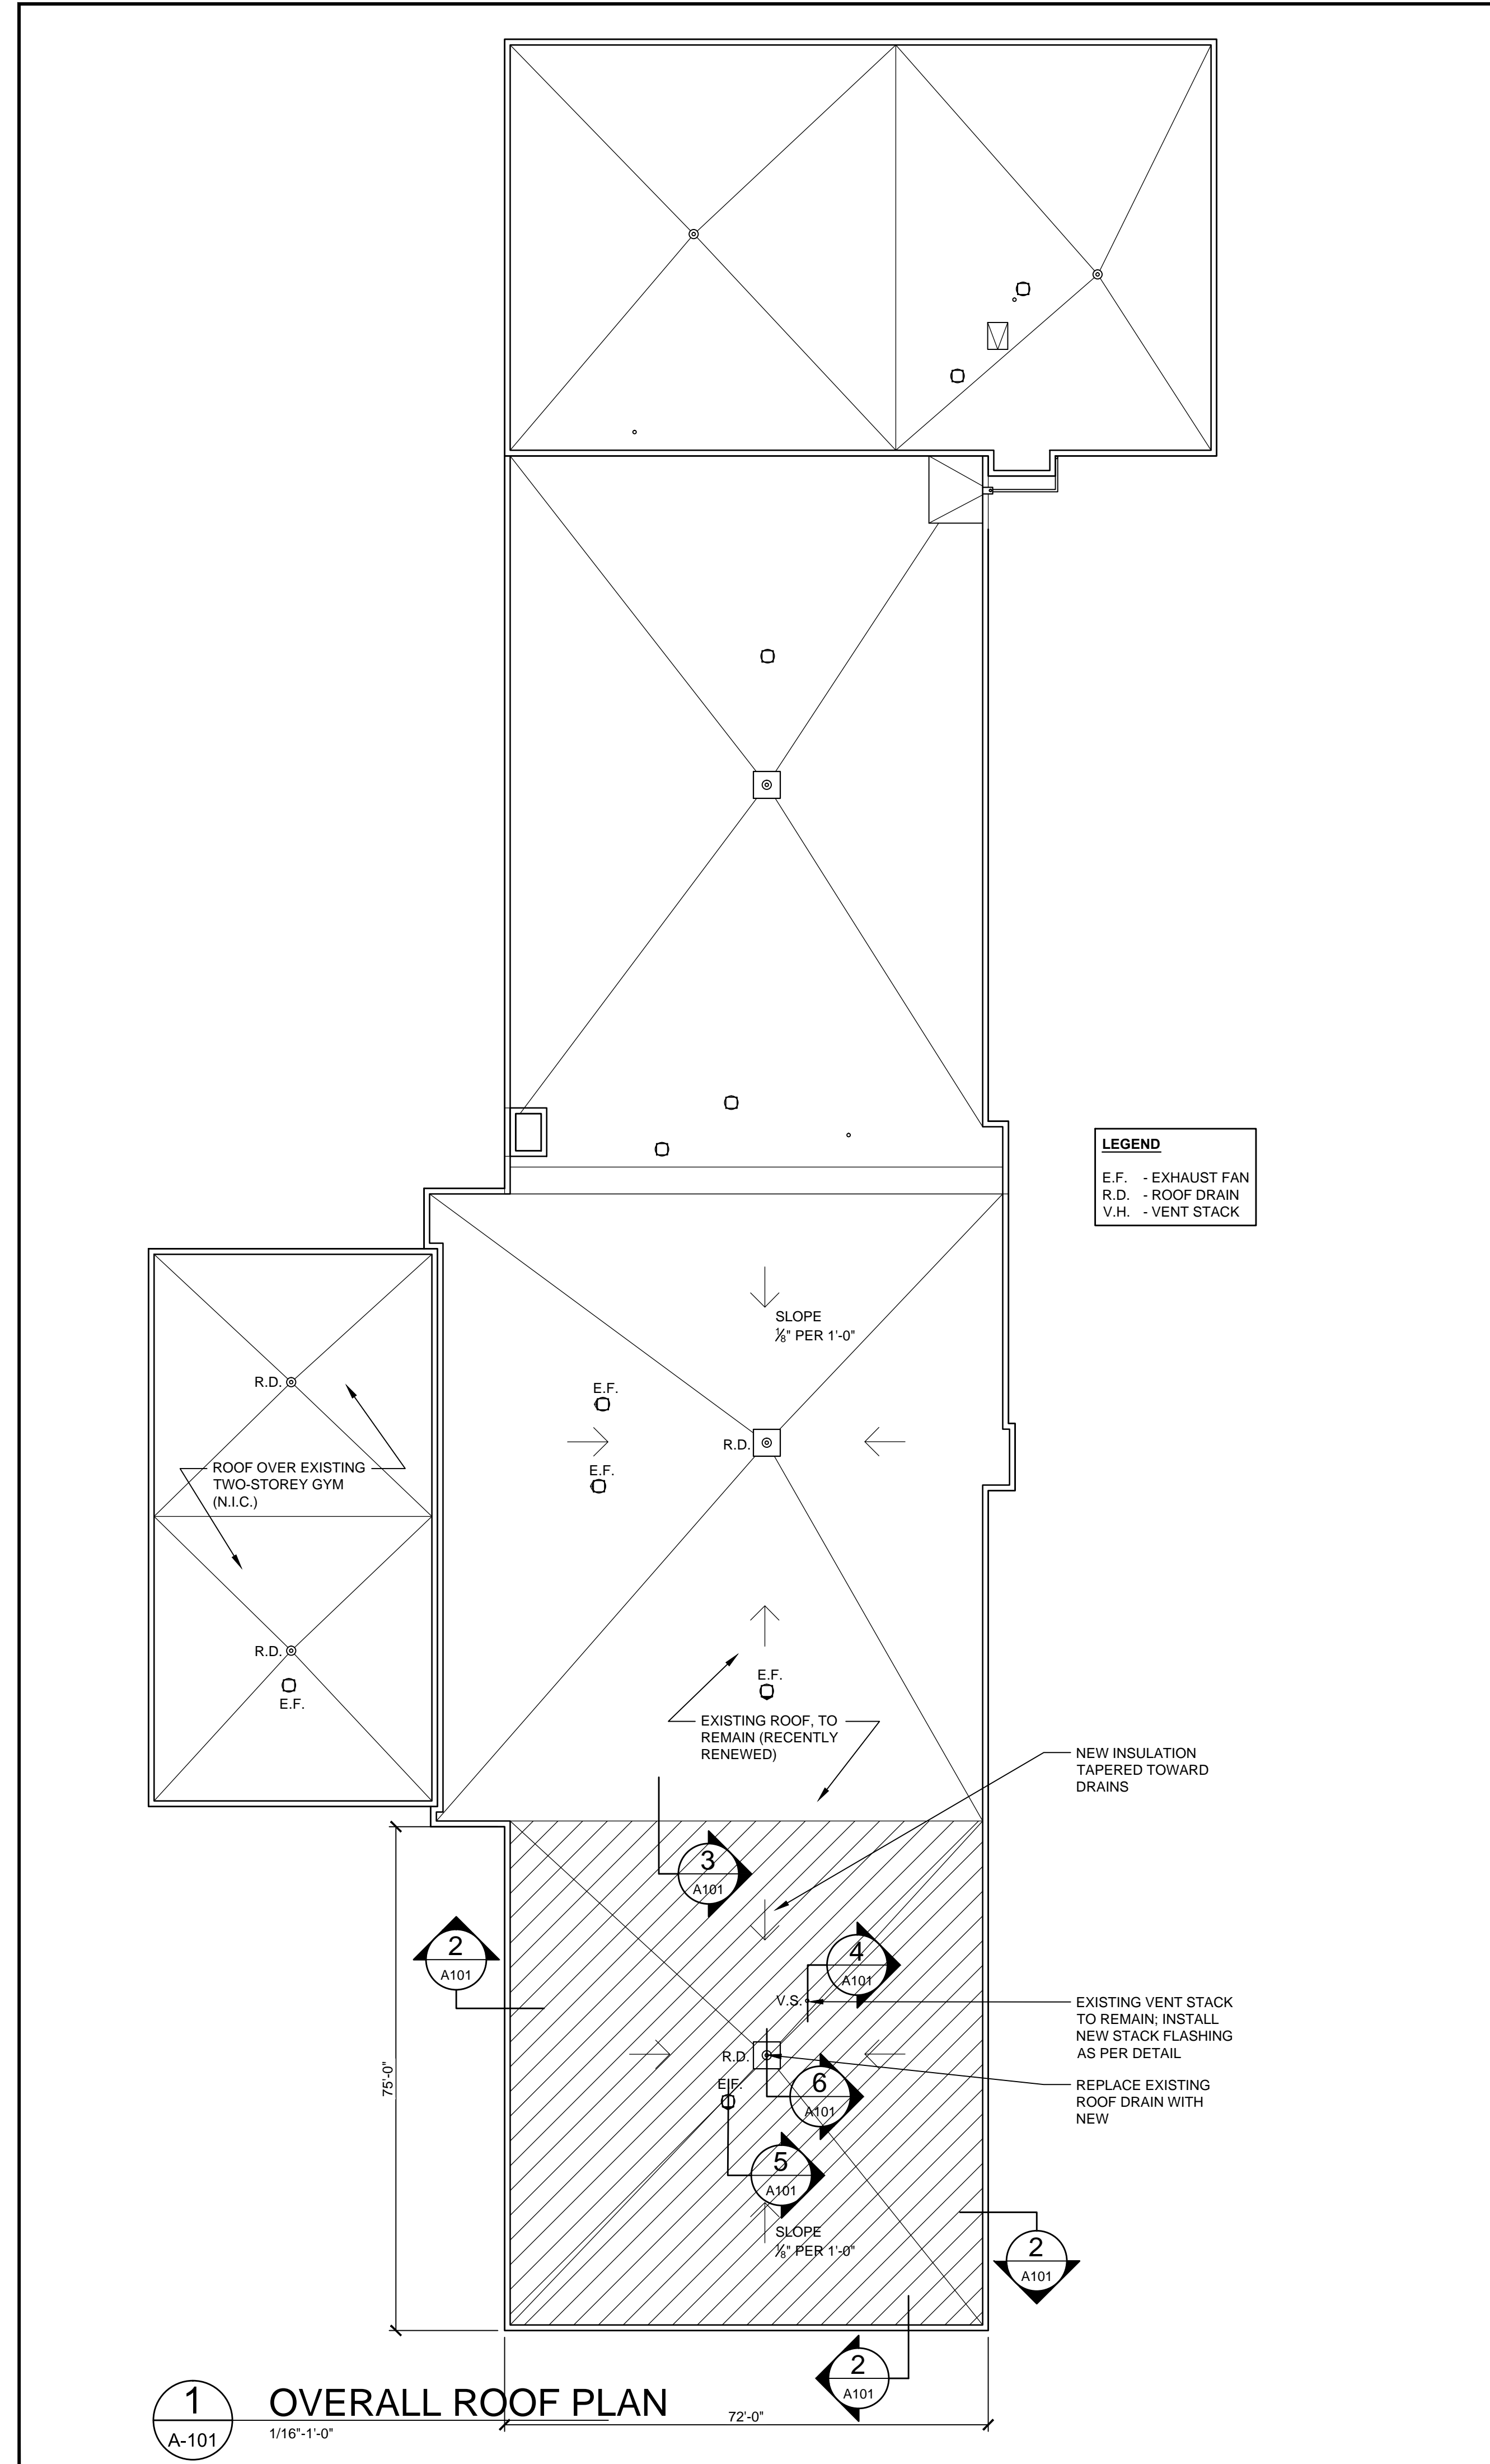 LEGEND
E.F. - EXHAUST FAN
R.D. - ROOF DRAIN
V.H. - VENT STACK
SLOPE
⅛" PER 1'-0"
E.F.
R.D.
E.F.
R.D.
ROOF OVER EXISTING
TWO-STOREY GYM
(N.I.C.)
R.D.
E.F.
E.F.
EXISTING ROOF, TO
REMAIN (RECENTLY
RENEWED)
NEW INSULATION
TAPERED TOWARD
DRAINS
3
A101
2
A101
4
A101
V.S.
EXISTING VENT STACK
TO REMAIN; INSTALL
NEW STACK FLASHING
AS PER DETAIL
R.D.
E.F.
6
A101
REPLACE EXISTING
ROOF DRAIN WITH
NEW
75'-0"
5
A101
SLOPE
⅛" PER 1'-0"
2
A101
2
A101
1
A-101
OVERALL ROOF PLAN
1/16"-1'-0"
72'-0"